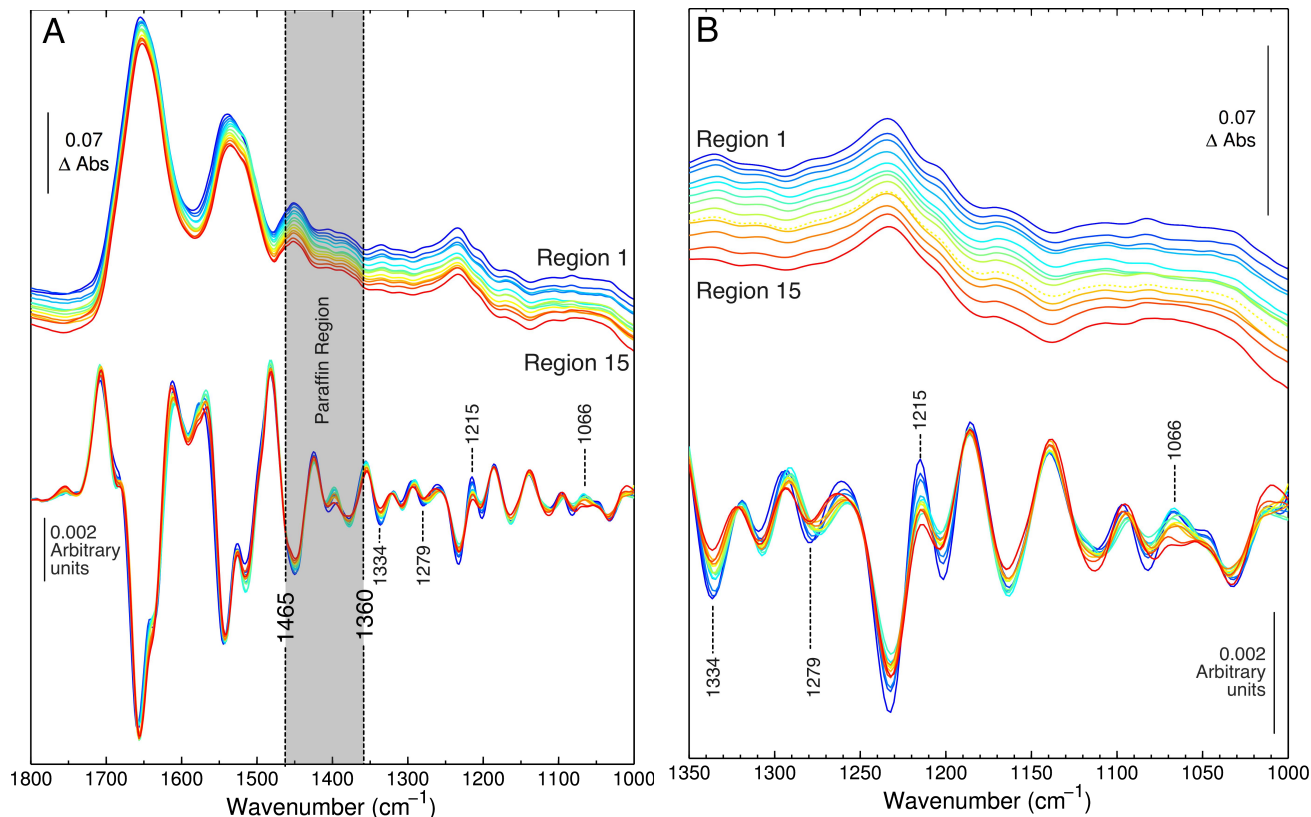 A
0.07
Δ Abs
Region 1
Region 15
Paraffin Region
1465
1360
1334
1279
1215
1066
0.002
Arbitrary
units
1800 1700 1600 1500 1400 1300 1200 1100 1000
Wavenumber (cm−1)
B
0.07
Δ Abs
Region 1
Region 15
1215
1066
1334
1279
0.002
Arbitrary
units
1350 1300 1250 1200 1150 1100 1050 1000
Wavenumber (cm−1)